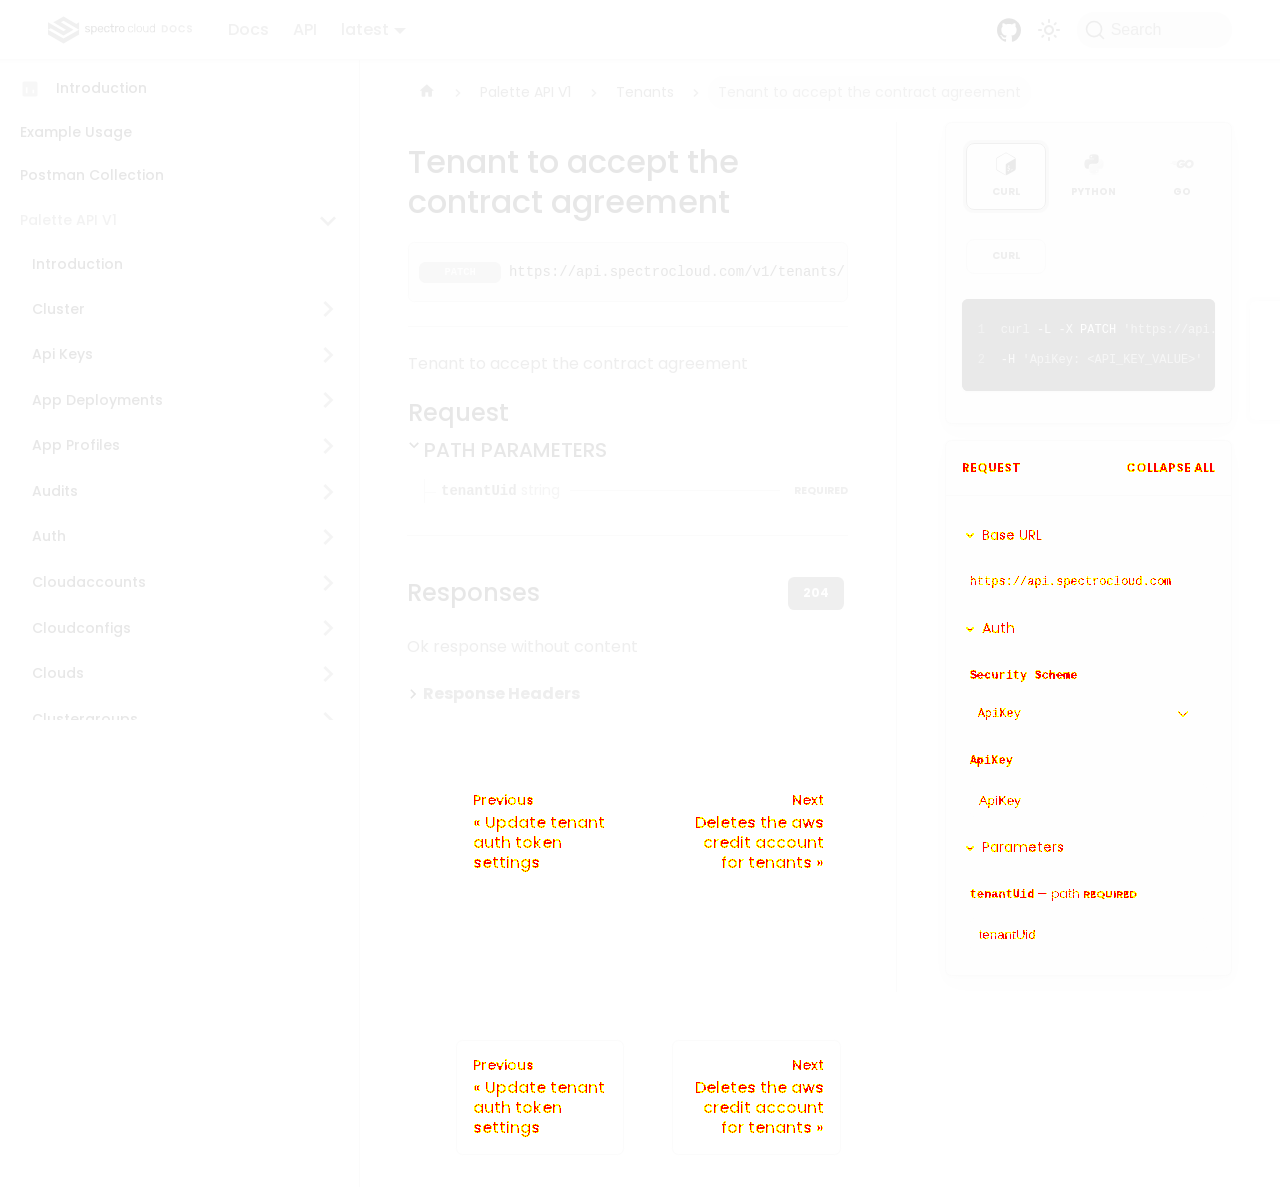 spectro cloud DOCS
Docs API latest
Search
Introduction
Example Usage
Postman Collection
Palette API V1
Introduction
Cluster
Api Keys
App Deployments
App Profiles
Audits
Auth
Cloudaccounts
Cloudconfigs
Clouds
Clustergroups
Palette API V1 Tenants Tenant to accept the contract agreement
Tenant to accept the
contract agreement
PATCH https://api.spectrocloud.com/v1/tenants/
Tenant to accept the contract agreement
Request
PATH PARAMETERS
tenantUid string REQUIRED
Responses
204
Ok response without content
Response Headers
Previous
« Update tenant
auth token
settings
Next
Deletes the aws
credit account
for tenants »
Previous
« Update tenant
auth token
settings
Next
Deletes the aws
credit account
for tenants »
CURL PYTHON GO
CURL
1 curl -L -X PATCH 'https://api.
2 -H 'ApiKey: <API_KEY_VALUE>'
REQUEST COLLAPSE ALL
Base URL
https://api.spectrocloud.com
Auth
Security Scheme
ApiKey
ApiKey
ApiKey
Parameters
tenantUid — path REQUIRED
tenantUid